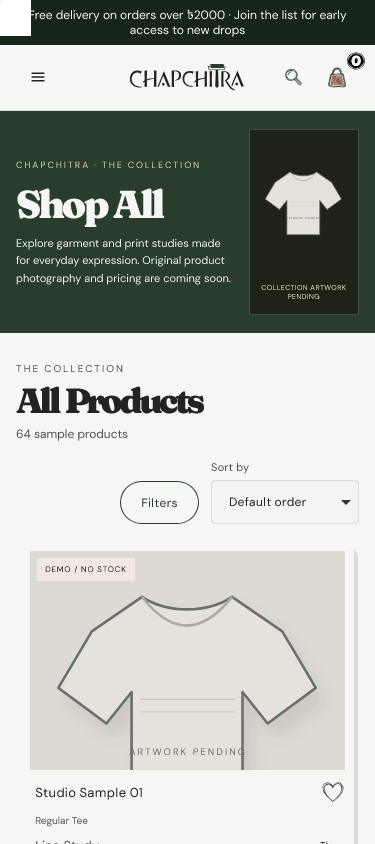 Free delivery on orders over ৳2000 · Join the list for early
access to new drops
CHAPCHITRA
0
CHAPCHITRA · THE COLLECTION
Shop All
Explore garment and print studies made
for everyday expression. Original product
photography and pricing are coming soon.
COLLECTION ARTWORK
PENDING
THE COLLECTION
All Products
64 sample products
Sort by
Filters
Default order
DEMO / NO STOCK
ARTWORK PENDING
Studio Sample 01
Regular Tee